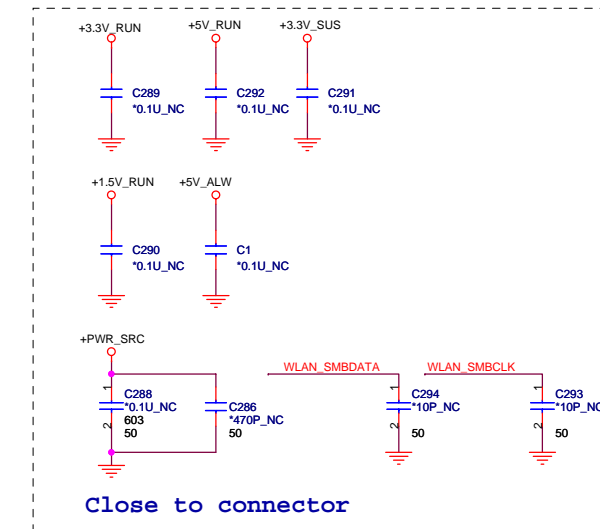 +3.3V_RUN
+5V_RUN
+3.3V_SUS
C289
*0.1U_NC
C292
*0.1U_NC
C291
*0.1U_NC
+1.5V_RUN
+5V_ALW
C290
*0.1U_NC
C1
*0.1U_NC
+PWR_SRC
WLAN_SMBDATA
WLAN_SMBCLK
1
2
C288
*0.1U_NC
603
50
C286
*470P_NC
50
1
2
C294
*10P_NC
50
1
2
C293
*10P_NC
50
Close to connector